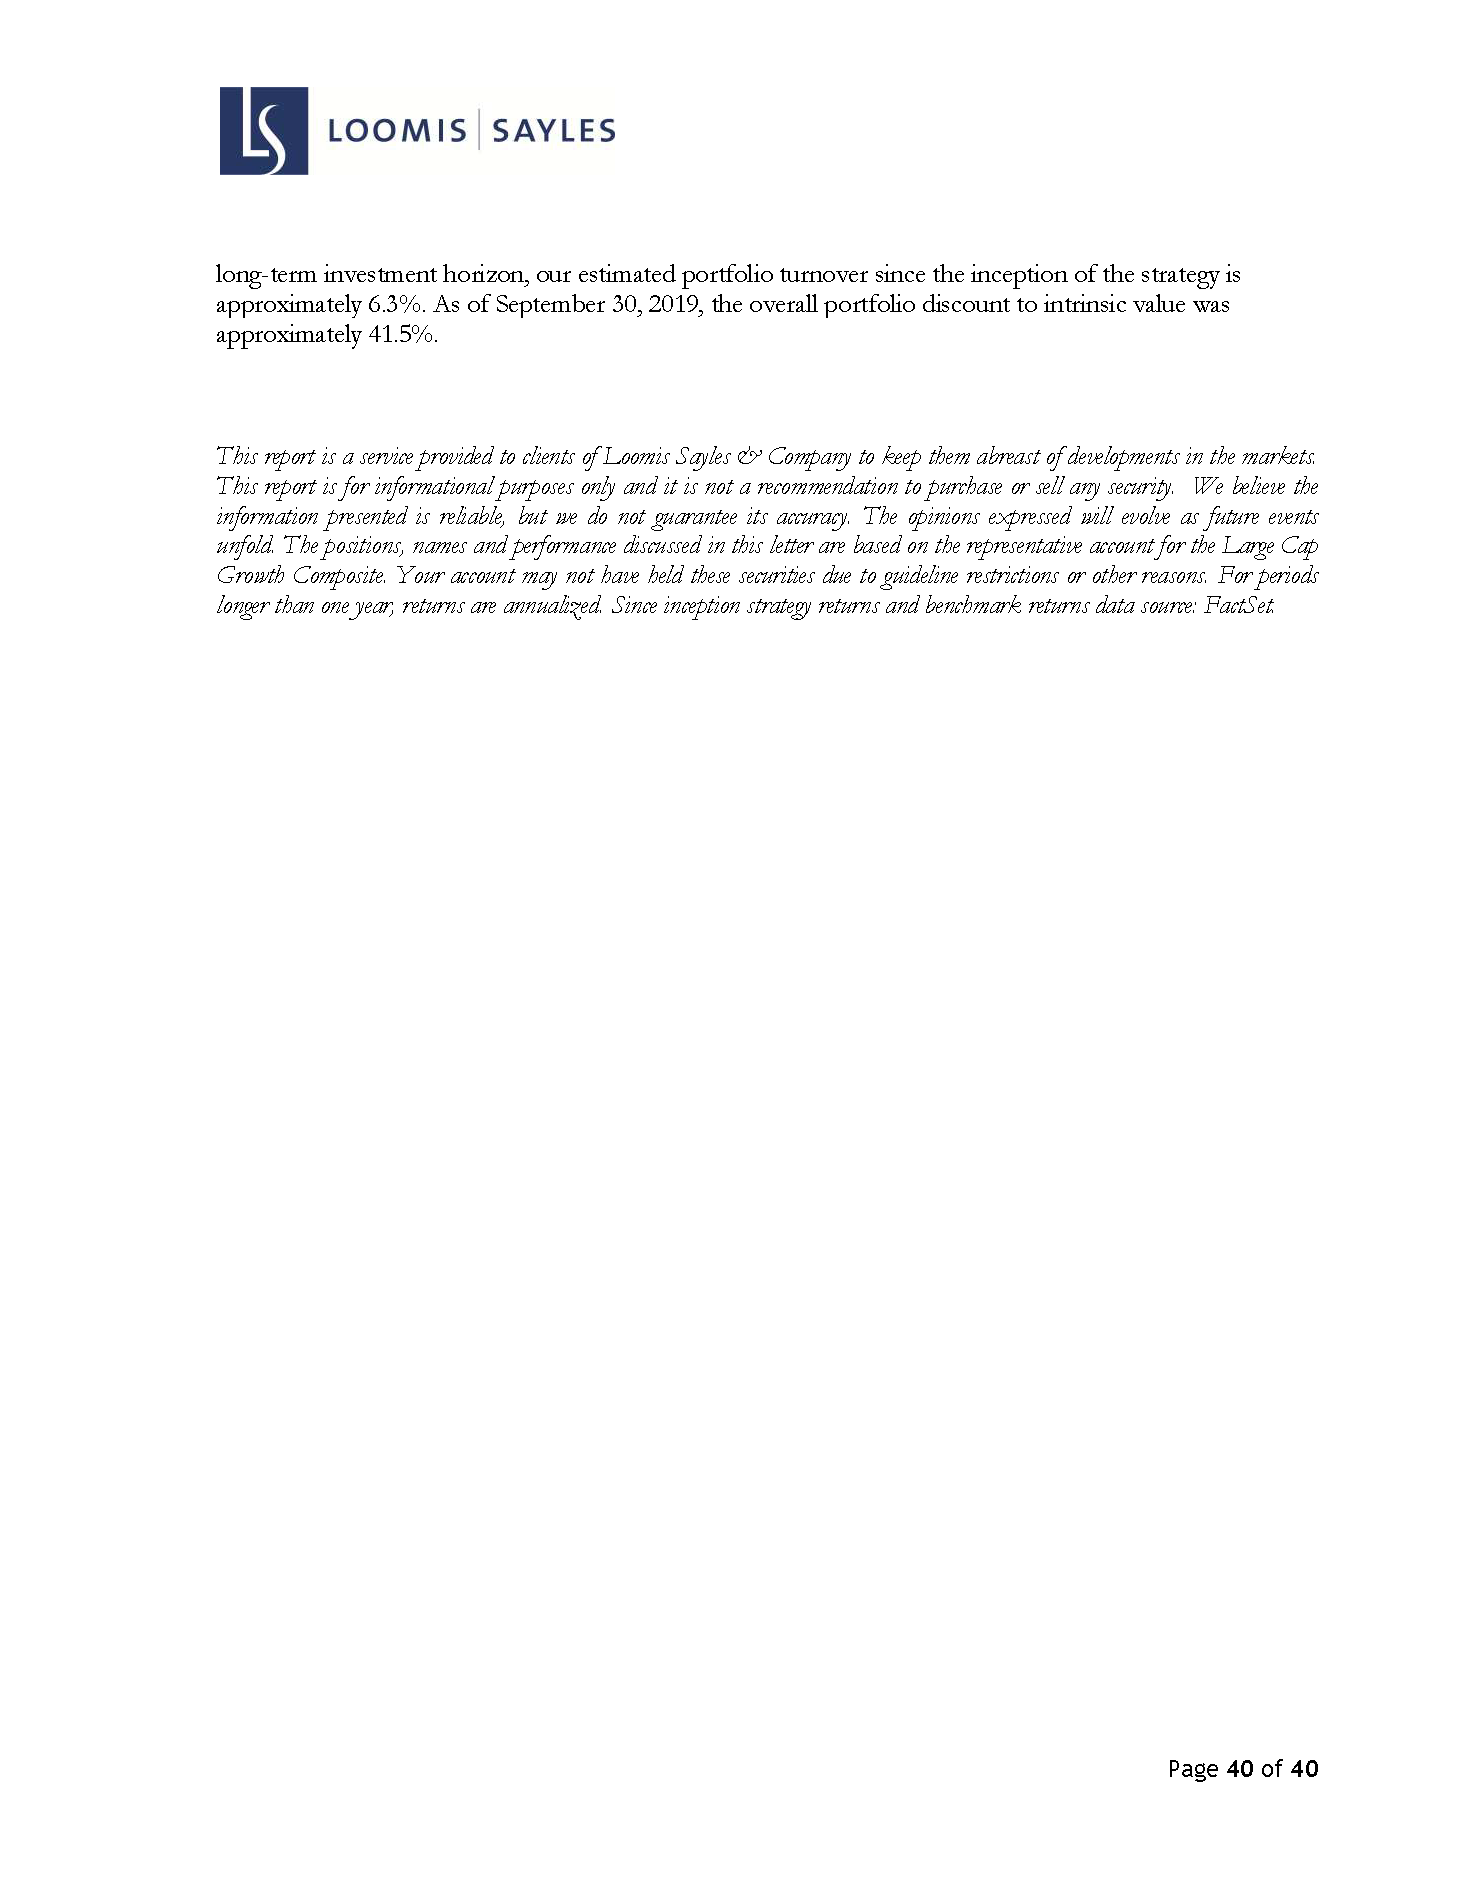 LS LOOMIS | SAYLES
long-term investment horizon, our estimated portfolio turnover since the inception of the strategy is
approximately 6.3%. As of September 30, 2019, the overall portfolio discount to intrinsic value was
approximately 41.5%.
This report is a service provided to clients of Loomis Sayles & Company to keep them abreast of developments in the markets.
This report is for informational purposes only and it is not a recommendation to purchase or sell any security.  We believe the
information presented is reliable, but we do not guarantee its accuracy. The opinions expressed will evolve as future events
unfold. The positions, names and performance discussed in this letter are based on the representative account for the Large Cap
Growth Composite. Your account may not have held these securities due to guideline restrictions or other reasons. For periods
longer than one year, returns are annualized. Since inception strategy returns and benchmark returns data source: FactSet.
Page 40 of 40